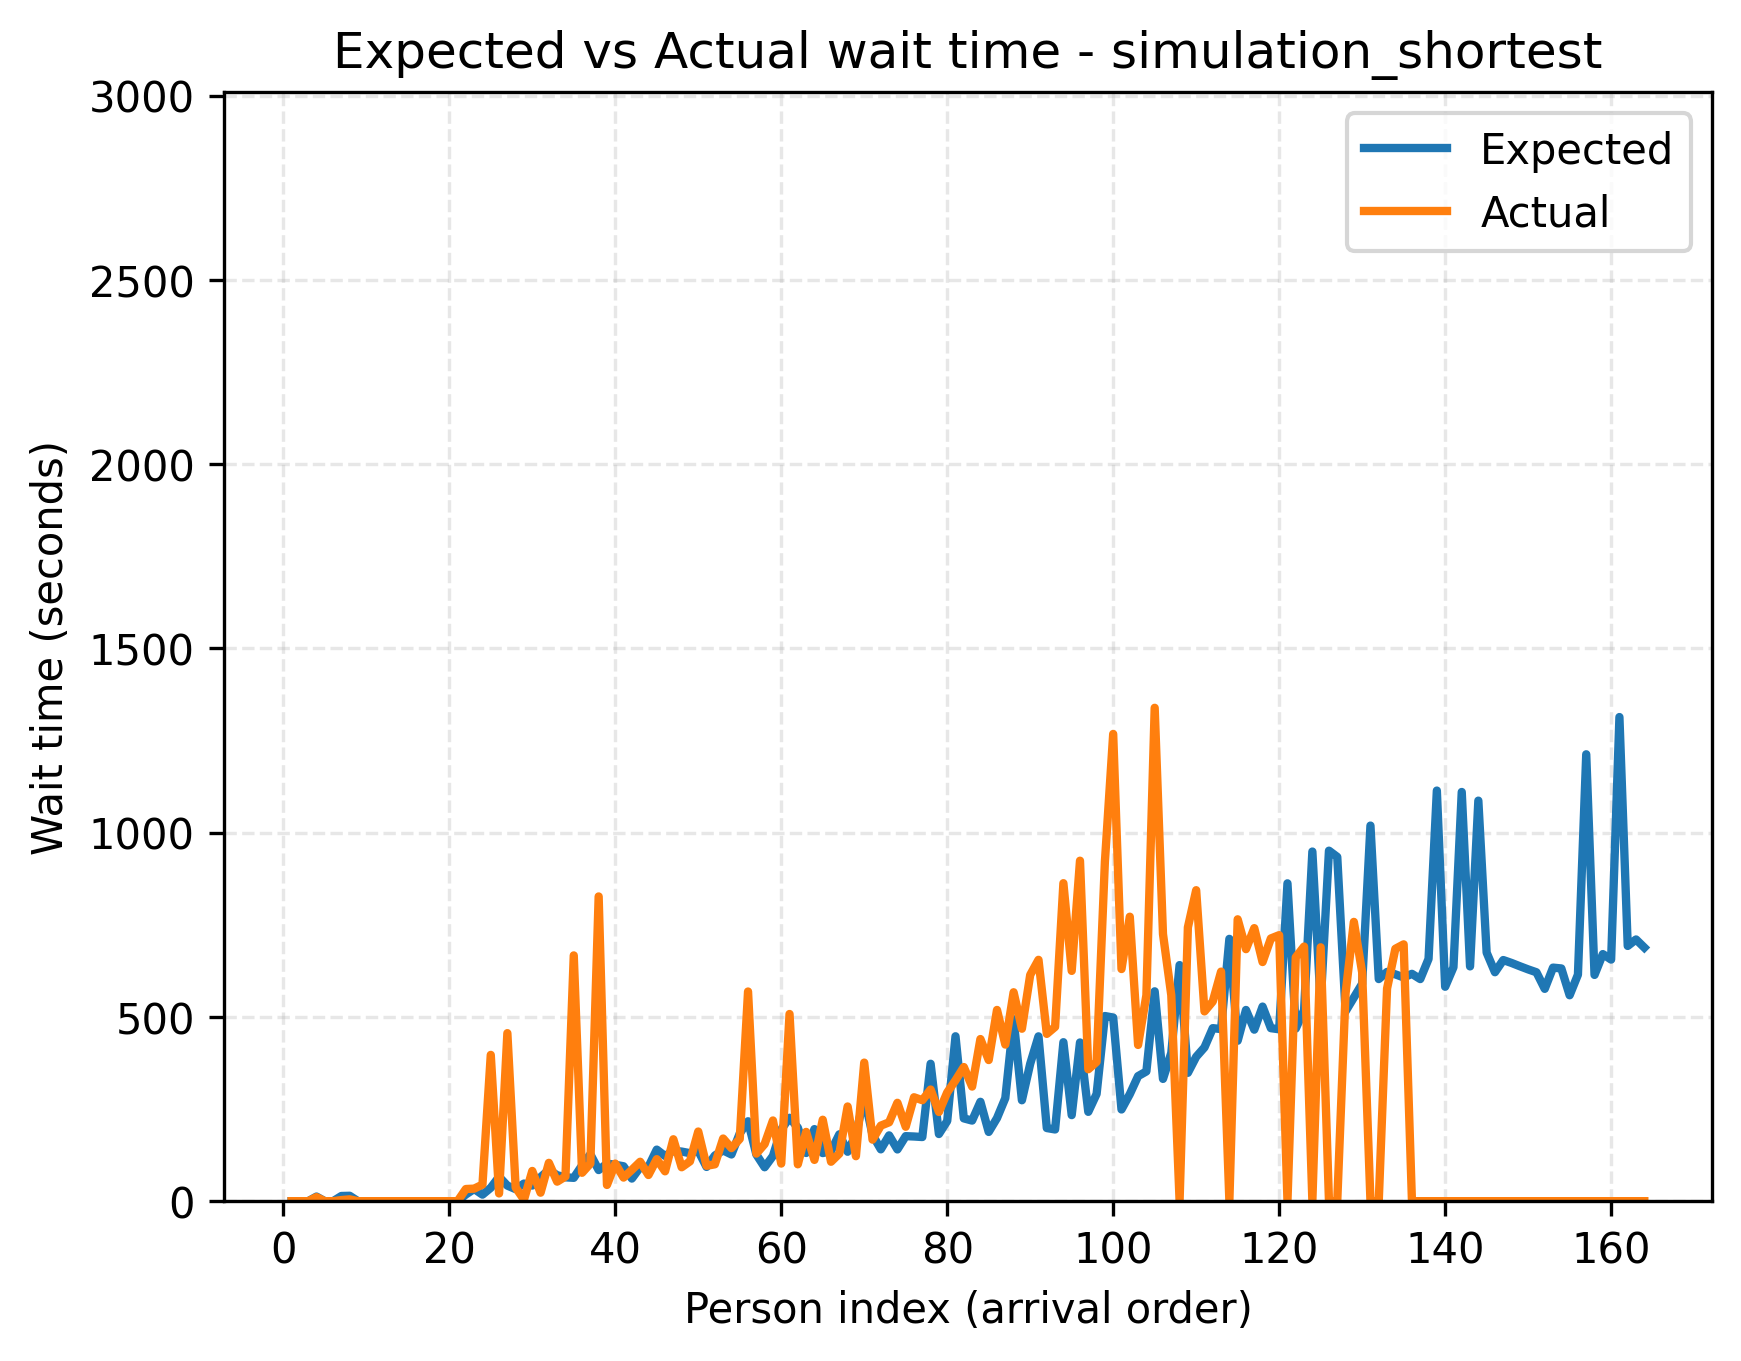 Expected vs Actual wait time - simulation_shortest
3000
2500
2000
1500
1000
500
0
Wait time (seconds)
Expected
Actual
0 20 40 60 80 100 120 140 160
Person index (arrival order)